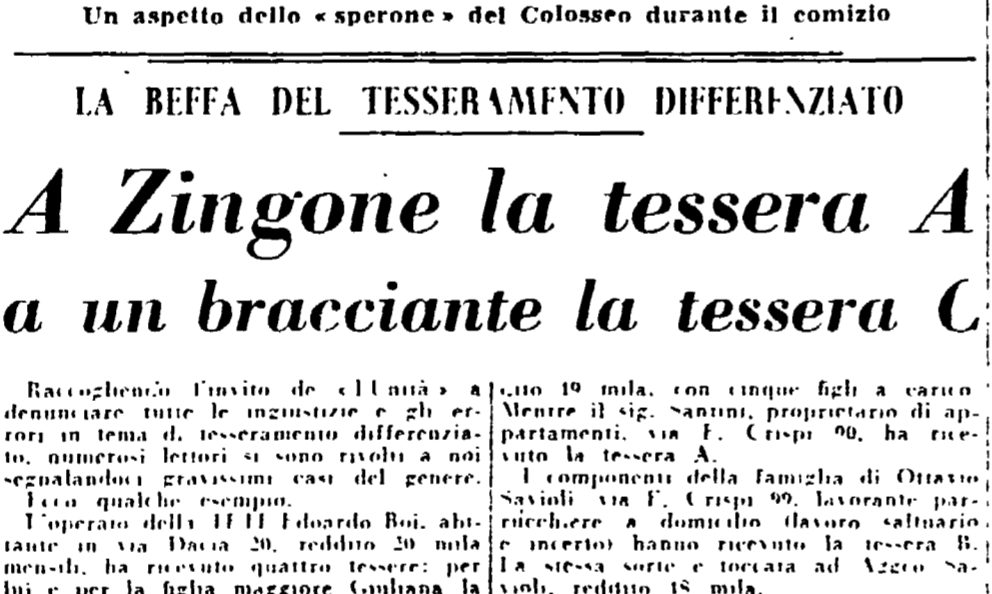 Un aspetto dello « sperone » del Colosseo durante il comizio
LA BEFFA DEL TESSERAMENTO DIFFERENZIATO
A Zingone la tessera A
a un bracciante la tessera C
Raccogliendo l'invito de « l'Unità » a
denunciare tutte le ingiustizie e gli er-
rori in tema di tesseramento differenzia-
to, numerosi lettori si sono rivolti a noi
segnalandoci gravissimi casi del genere.
Ecco qualche esempio.
L'operaio della Edoardo Boi, abi-
tante in via Dacia 20, reddito 20 mila
mensili, ha ricevuto quattro tessere: per
lui e per la figlia maggiore Giuliana la
19 mila, con cinque figli a carico.
Mentre il sig. Santini, proprietario di ap-
partamenti, via F. Crispi 90, ha rice-
vuto la tessera A.
I componenti della famiglia di Ottavio
Savioli via F. Crispi 99, lavorante par-
rucchiere a domicilio (lavoro saltuario
e incerto) hanno ricevuto la tessera B.
La stessa sorte è toccata ad Aggeo Sa-
violi, reddito 18 mila.